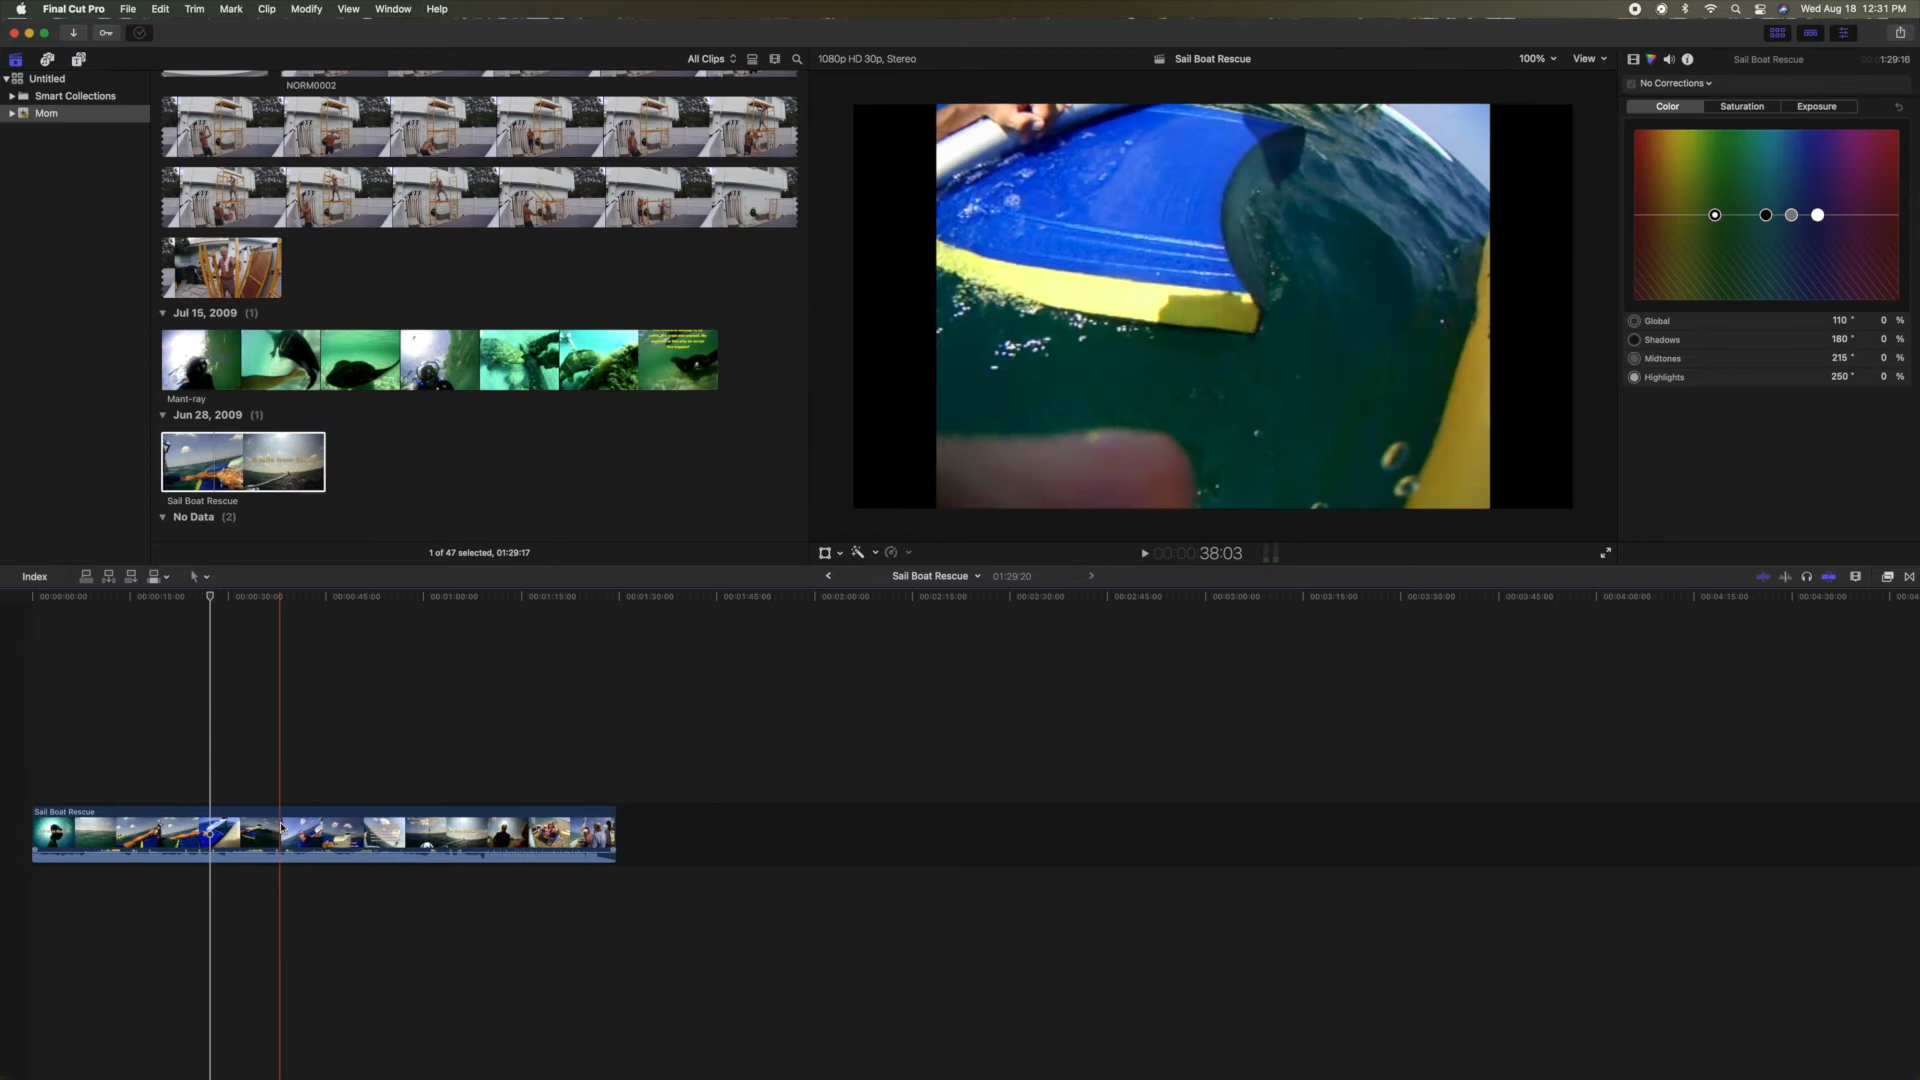 Final Cut Pro File Edit Trim Mark Clip Modify View Window Help Wed Aug 18 12:31 PM
All Clips 1080p HD 30p, Stereo Sail Boat Rescue 100% View Sail Boat Rescue 1:29:16
Untitled
Smart Collections
Mom
NORM0002
No Corrections
Color Saturation Exposure
Jul 15, 2009 (1)
Mant-ray
Jun 28, 2009 (1)
Sail Boat Rescue
No Data (2)
Global 110 ° 0 %
Shadows 180 ° 0 %
Midtones 215 ° 0 %
Highlights 250 ° 0 %
1 of 47 selected, 01:29:17
00:00:38:03
Index Sail Boat Rescue 01:29:20
00:00:00:00 00:00:15:00 00:00:30:00 00:00:45:00 00:01:00:00 00:01:15:00 00:01:30:00 00:01:45:00 00:02:00:00 00:02:15:00 00:02:30:00 00:02:45:00 00:03:00:00 00:03:15:00 00:03:30:00 00:03:45:00 00:04:00:00 00:04:15:00 00:04:30:00 00:04
Sail Boat Rescue